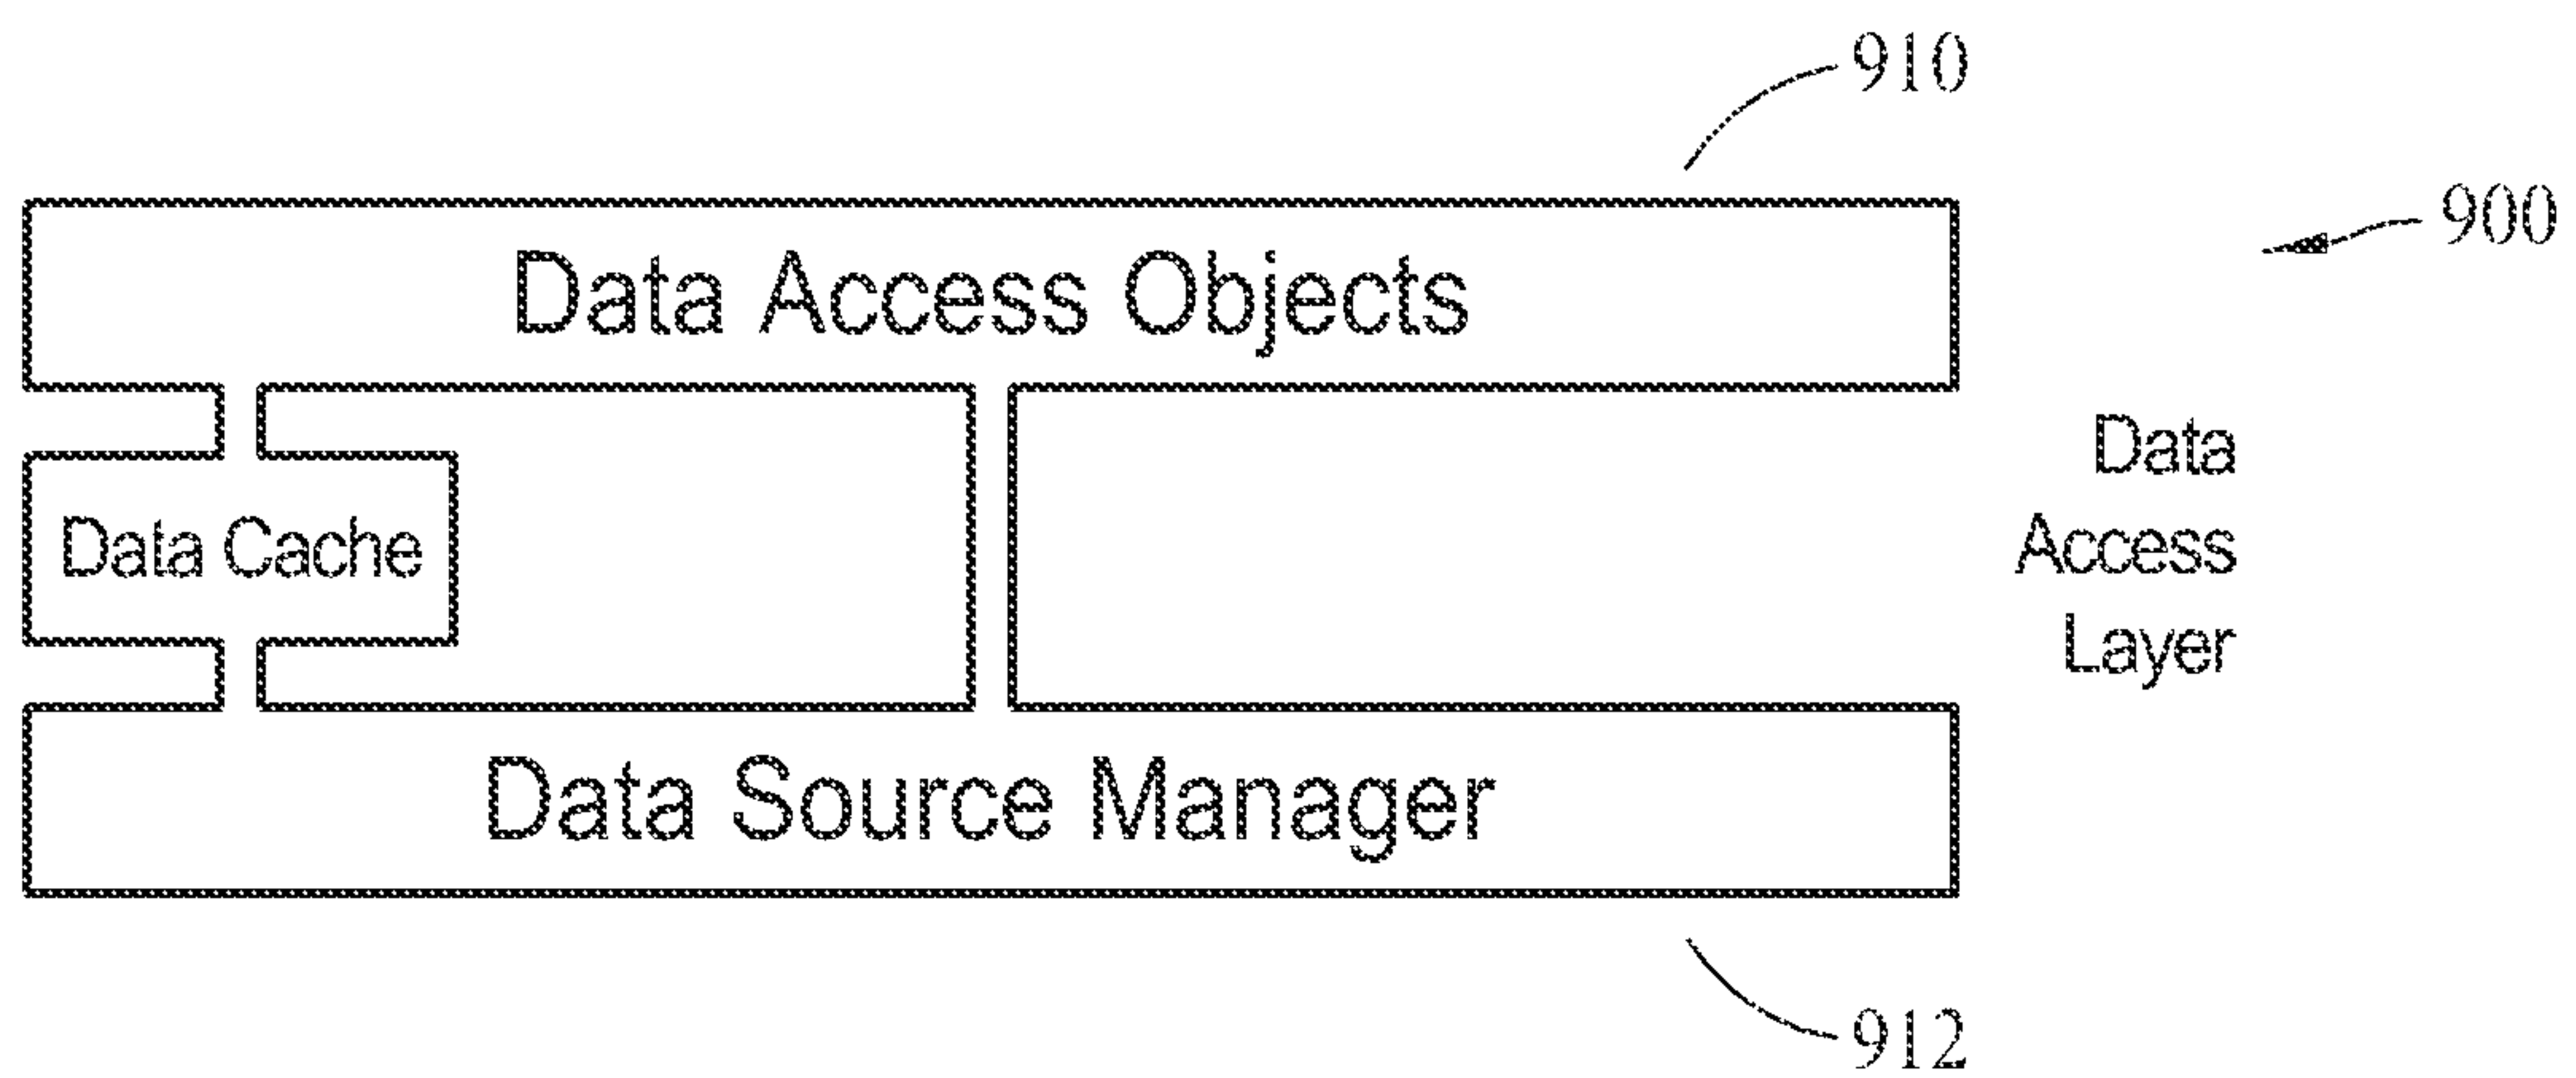 910
900
Data Access Objects
Data
Access
Layer
Data Cache
Data Source Manager
912